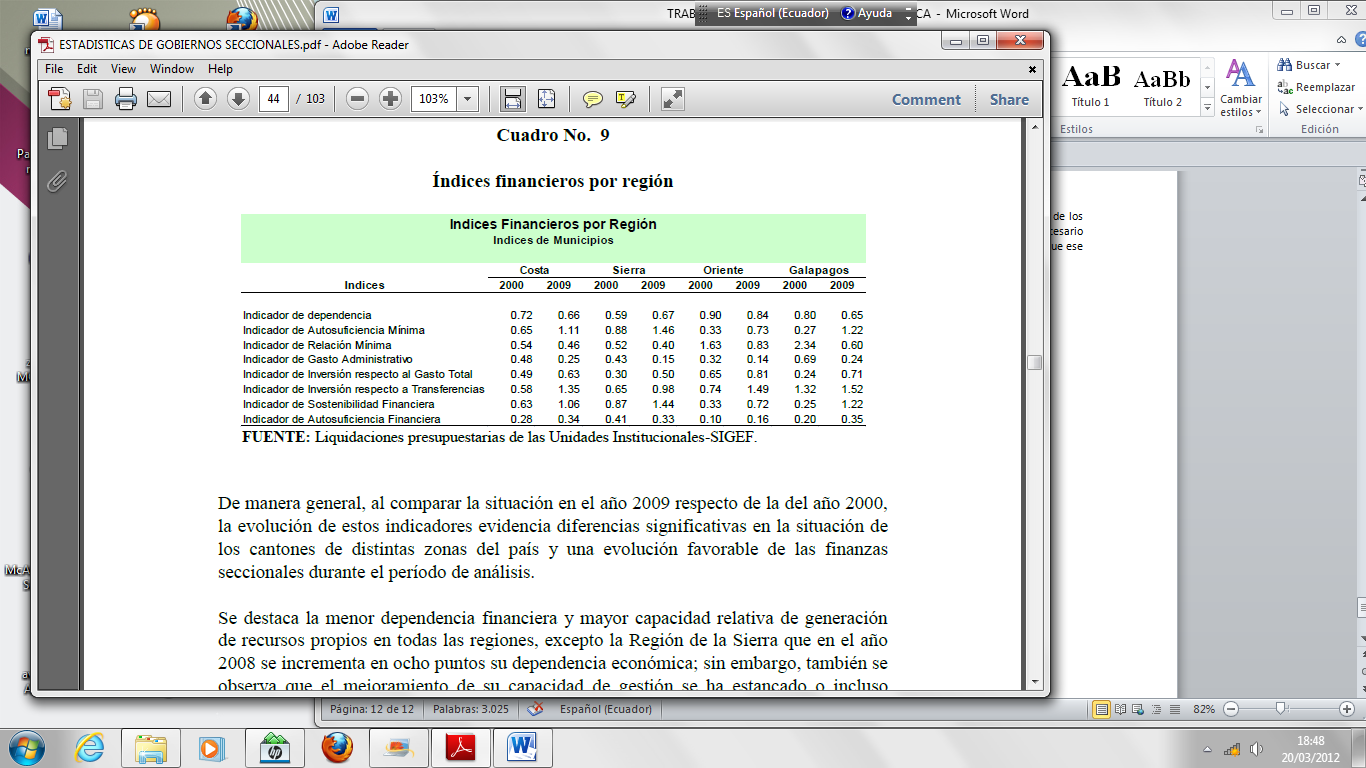 TRAB
ES Español (Ecuador) Ayuda
CA - Microsoft Word
ESTADISTICAS DE GOBIERNOS SECCIONALES.pdf - Adobe Reader
File Edit View Window Help
44 / 103 103% Comment Share
AaB AaBb
Título 1 Título 2
Cambiar
estilos
Buscar
Reemplazar
Seleccionar
Estilos Edición
Cuadro No. 9
Índices financieros por región
Indices Financieros por Región
Indices de Municipios
Costa Sierra Oriente Galapagos
Indices 2000 2009 2000 2009 2000 2009 2000 2009
Indicador de dependencia 0.72 0.66 0.59 0.67 0.90 0.84 0.80 0.65
Indicador de Autosuficiencia Mínima 0.65 1.11 0.88 1.46 0.33 0.73 0.27 1.22
Indicador de Relación Mínima 0.54 0.46 0.52 0.40 1.63 0.83 2.34 0.60
Indicador de Gasto Administrativo 0.48 0.25 0.43 0.15 0.32 0.14 0.69 0.24
Indicador de Inversión respecto al Gasto Total 0.49 0.63 0.30 0.50 0.65 0.81 0.24 0.71
Indicador de Inversión respecto a Transferencias 0.58 1.35 0.65 0.98 0.74 1.49 1.32 1.52
Indicador de Sostenibilidad Financiera 0.63 1.06 0.87 1.44 0.33 0.72 0.25 1.22
Indicador de Autosuficiencia Financiera 0.28 0.34 0.41 0.33 0.10 0.16 0.20 0.35
FUENTE: Liquidaciones presupuestarias de las Unidades Institucionales-SIGEF.
De manera general, al comparar la situación en el año 2009 respecto de la del año 2000,
la evolución de estos indicadores evidencia diferencias significativas en la situación de
los cantones de distintas zonas del país y una evolución favorable de las finanzas
seccionales durante el período de análisis.
Se destaca la menor dependencia financiera y mayor capacidad relativa de generación
de recursos propios en todas las regiones, excepto la Región de la Sierra que en el año
2008 se incrementa en ocho puntos su dependencia económica; sin embargo, también se
observa que el mejoramiento de su capacidad de gestión se ha estancado o incluso
de los
cesario
ue ese
Página: 12 de 12 Palabras: 3.025 Español (Ecuador) 82%
18:48
20/03/2012